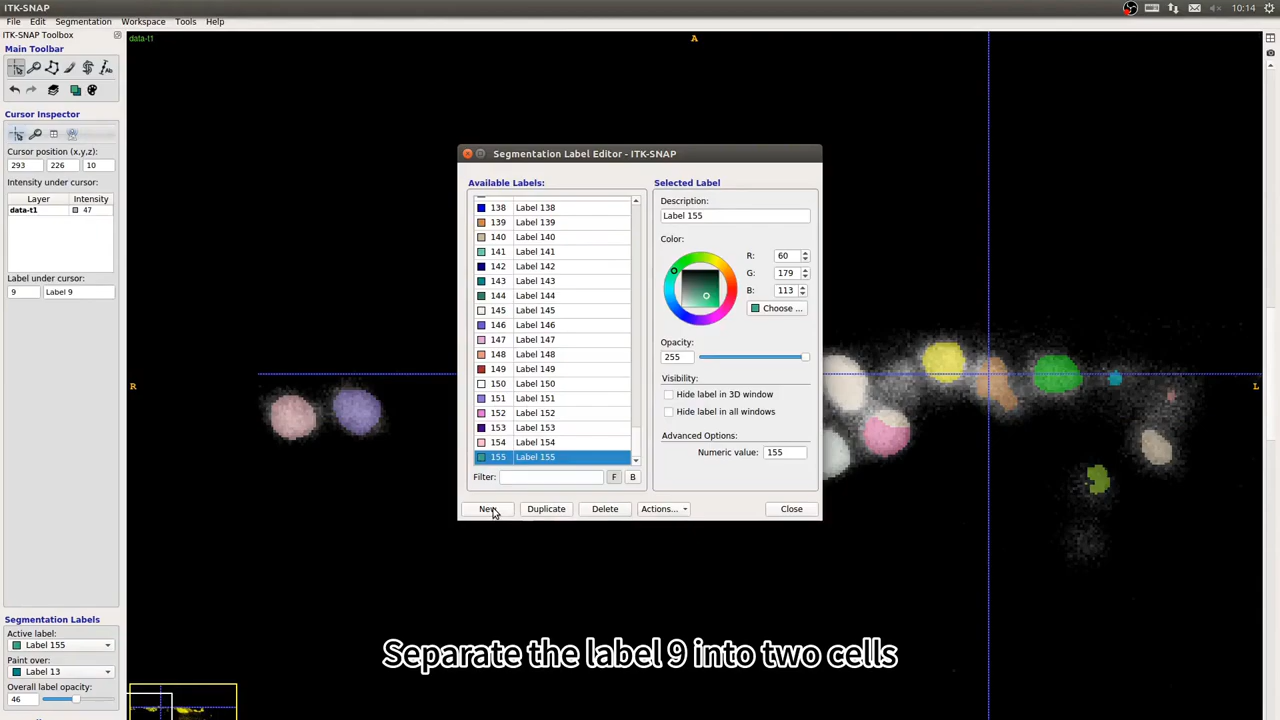 ITK-SNAP
10:14
File Edit Segmentation Workspace Tools Help
ITK-SNAP Toolbox
Main Toolbar
Cursor Inspector
Cursor position (x,y,z):
293 226 10
Intensity under cursor:
Layer Intensity
data-t1 47
Label under cursor:
9 Label 9
Segmentation Labels
Active label:
Label 155
Paint over:
Label 13
Overall label opacity:
46
data-t1
A
R
L
Segmentation Label Editor - ITK-SNAP
Available Labels:
138 Label 138
139 Label 139
140 Label 140
141 Label 141
142 Label 142
143 Label 143
144 Label 144
145 Label 145
146 Label 146
147 Label 147
148 Label 148
149 Label 149
150 Label 150
151 Label 151
152 Label 152
153 Label 153
154 Label 154
155 Label 155
Filter: F B
New Duplicate Delete Actions... Close
Selected Label
Description:
Label 155
Color:
R: 60
G: 179
B: 113
Choose ...
Opacity:
255
Visibility:
Hide label in 3D window
Hide label in all windows
Advanced Options:
Numeric value: 155
Separate the label 9 into two cells